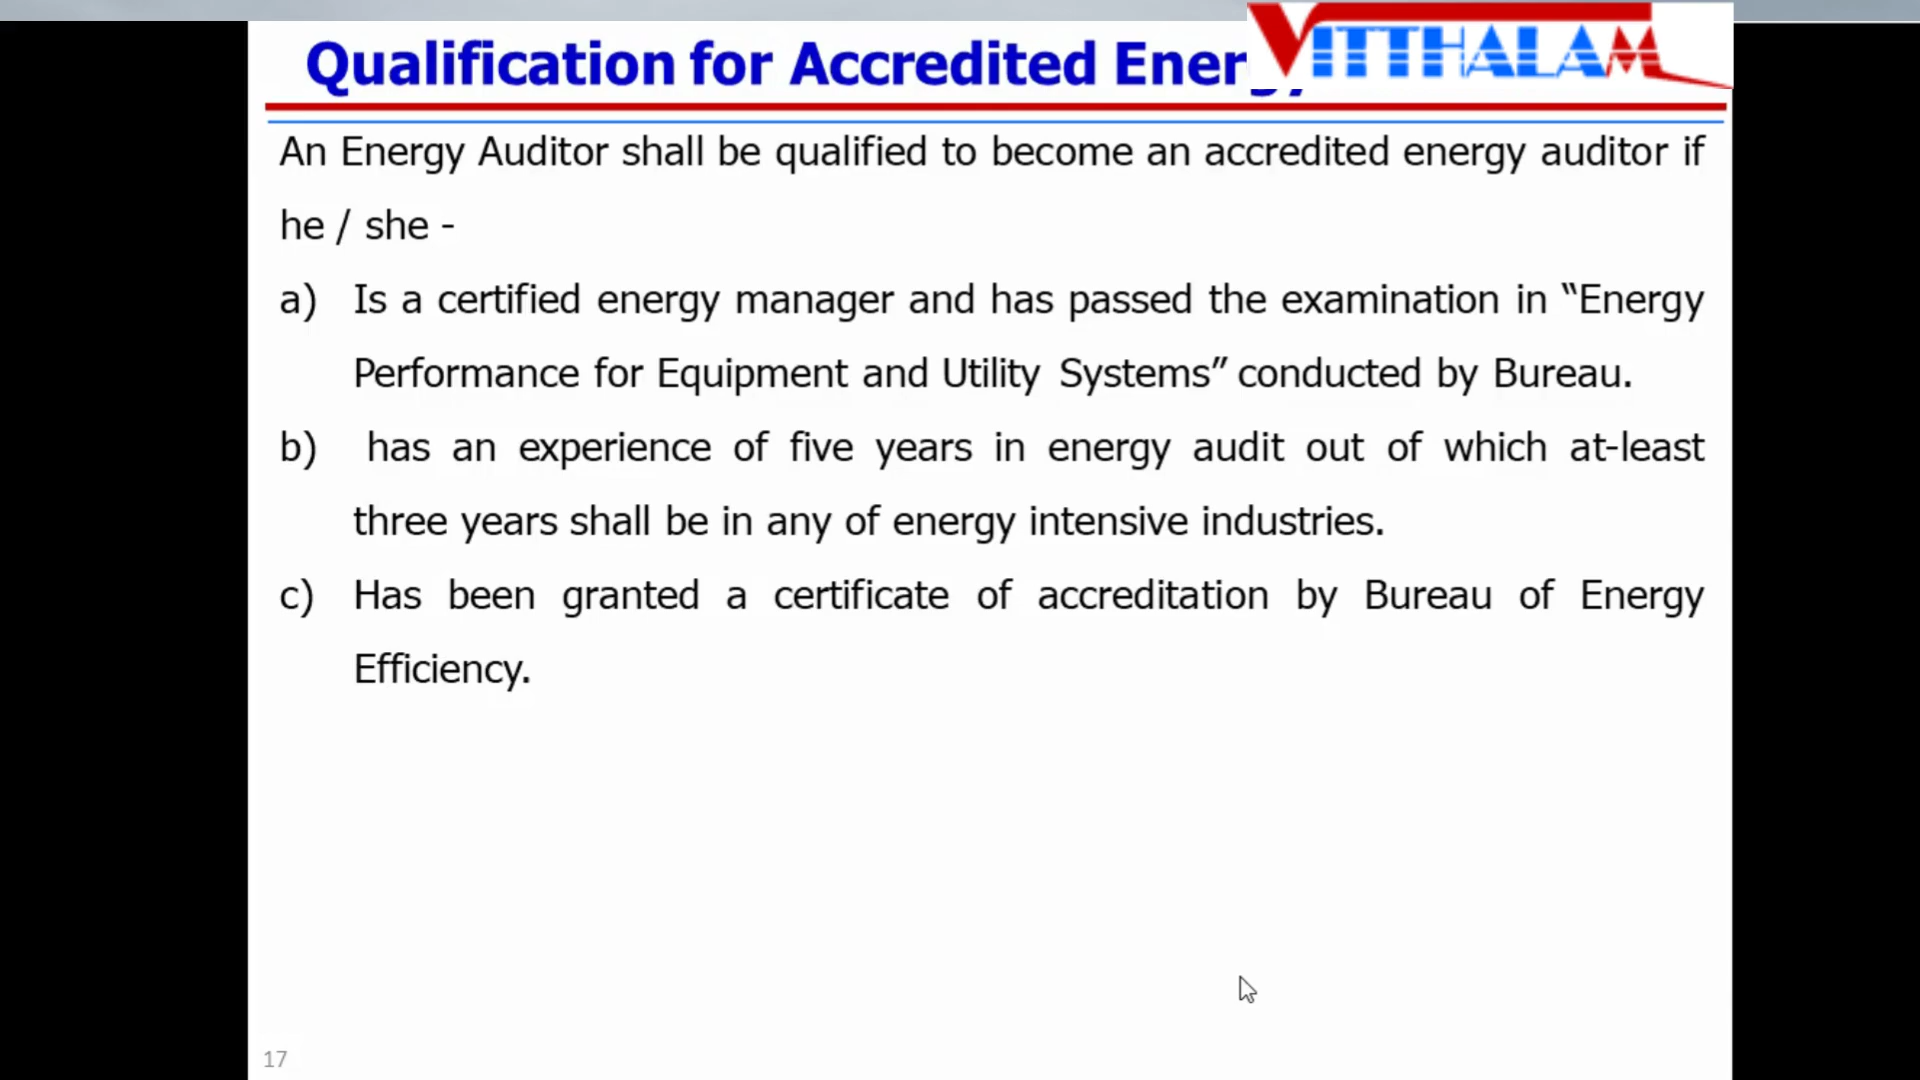 Qualification for Accredited Energy
VITTHALAM
An Energy Auditor shall be qualified to become an accredited energy auditor if
he / she -
a) Is a certified energy manager and has passed the examination in “Energy
Performance for Equipment and Utility Systems” conducted by Bureau.
b) has an experience of five years in energy audit out of which at-least
three years shall be in any of energy intensive industries.
c) Has been granted a certificate of accreditation by Bureau of Energy
Efficiency.
17